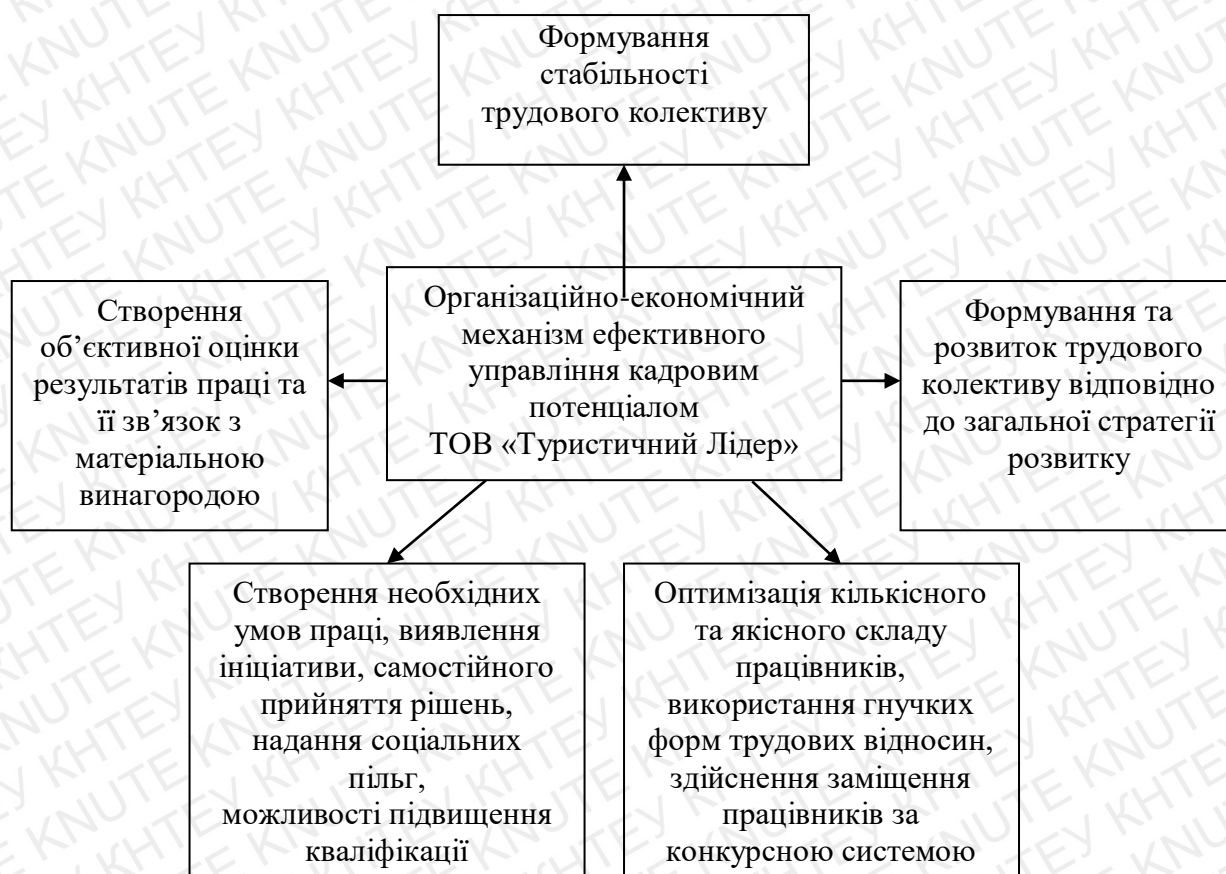 Формування
стабільності
трудового колективу
Організаційно-економічний
механізм ефективного
управління кадровим
потенціалом
ТОВ «Туристичний Лідер»
Створення
об’єктивної оцінки
результатів праці та
її зв’язок з
матеріальною
винагородою
Формування та
розвиток трудового
колективу відповідно
до загальної стратегії
розвитку
Створення необхідних
умов праці, виявлення
ініціативи, самостійного
прийняття рішень,
надання соціальних
пільг,
можливості підвищення
кваліфікації
Оптимізація кількісного
та якісного складу
працівників,
використання гнучких
форм трудових відносин,
здійснення заміщення
працівників за
конкурсною системою